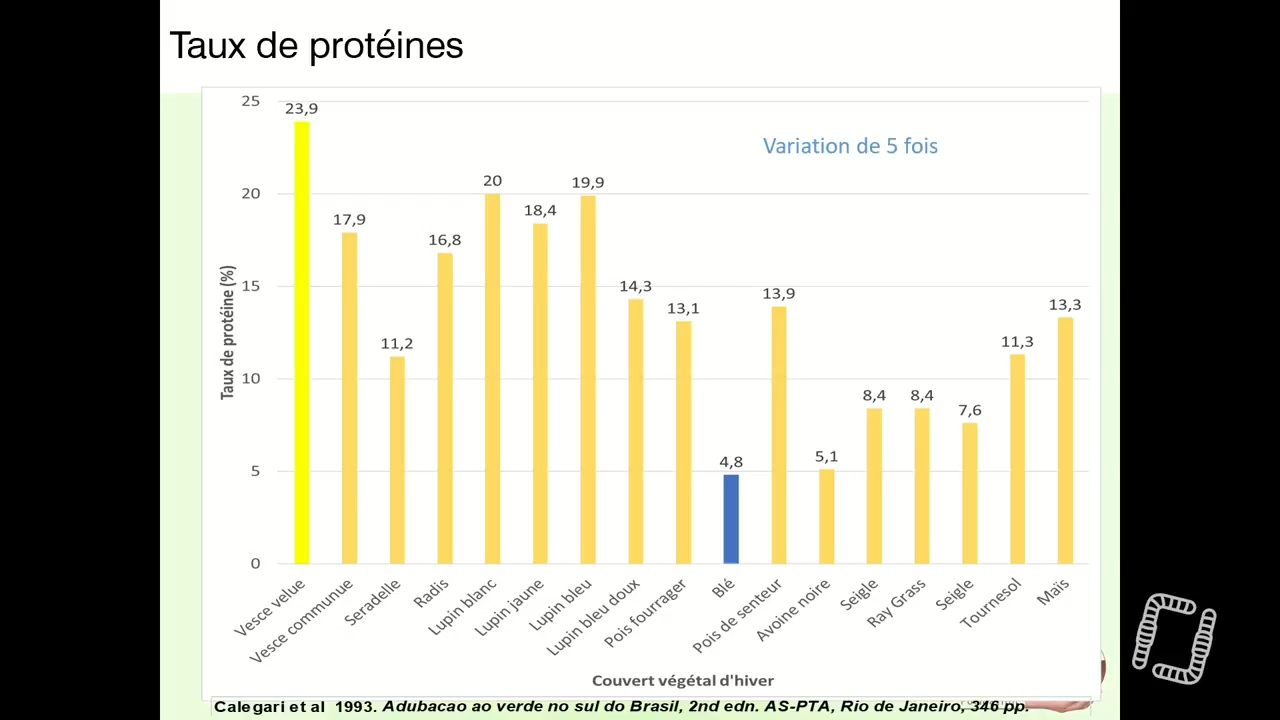 Taux de protéines
25
20
15
10
5
0
Taux de protéine (%)
Variation de 5 fois
23,9
17,9
11,2
16,8
20
18,4
19,9
14,3
13,1
4,8
13,9
5,1
8,4
8,4
7,6
11,3
13,3
Vesce velue
Vesce communue
Seradelle
Radis
Lupin blanc
Lupin jaune
Lupin bleu
Lupin bleu doux
Pois fourrager
Blé
Pois de senteur
Avoine noire
Seigle
Ray Grass
Seigle
Tournesol
Maïs
Couvert végétal d'hiver
Calegari et al 1993. Adubacao ao verde no sul do Brasil, 2nd edn. AS-PTA, Rio de Janeiro, 346 pp.